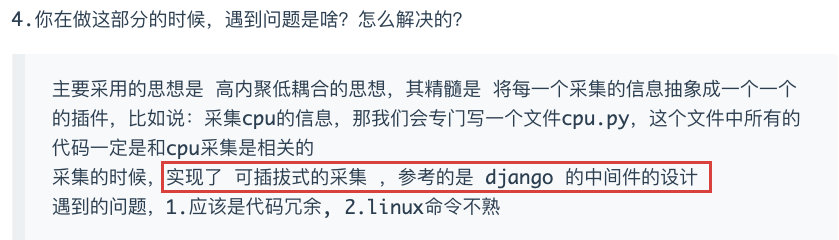 4.你在做这部分的时候，遇到问题是啥？怎么解决的？
主要采用的思想是 高内聚低耦合的思想，其精髓是 将每一个采集的信息抽象成一个一个
的插件，比如说：采集cpu的信息，那我们会专门写一个文件cpu.py，这个文件中所有的
代码一定是和cpu采集是相关的
采集的时候，实现了 可插拔式的采集 ，参考的是 django 的中间件的设计
遇到的问题，1.应该是代码冗余, 2.linux命令不熟